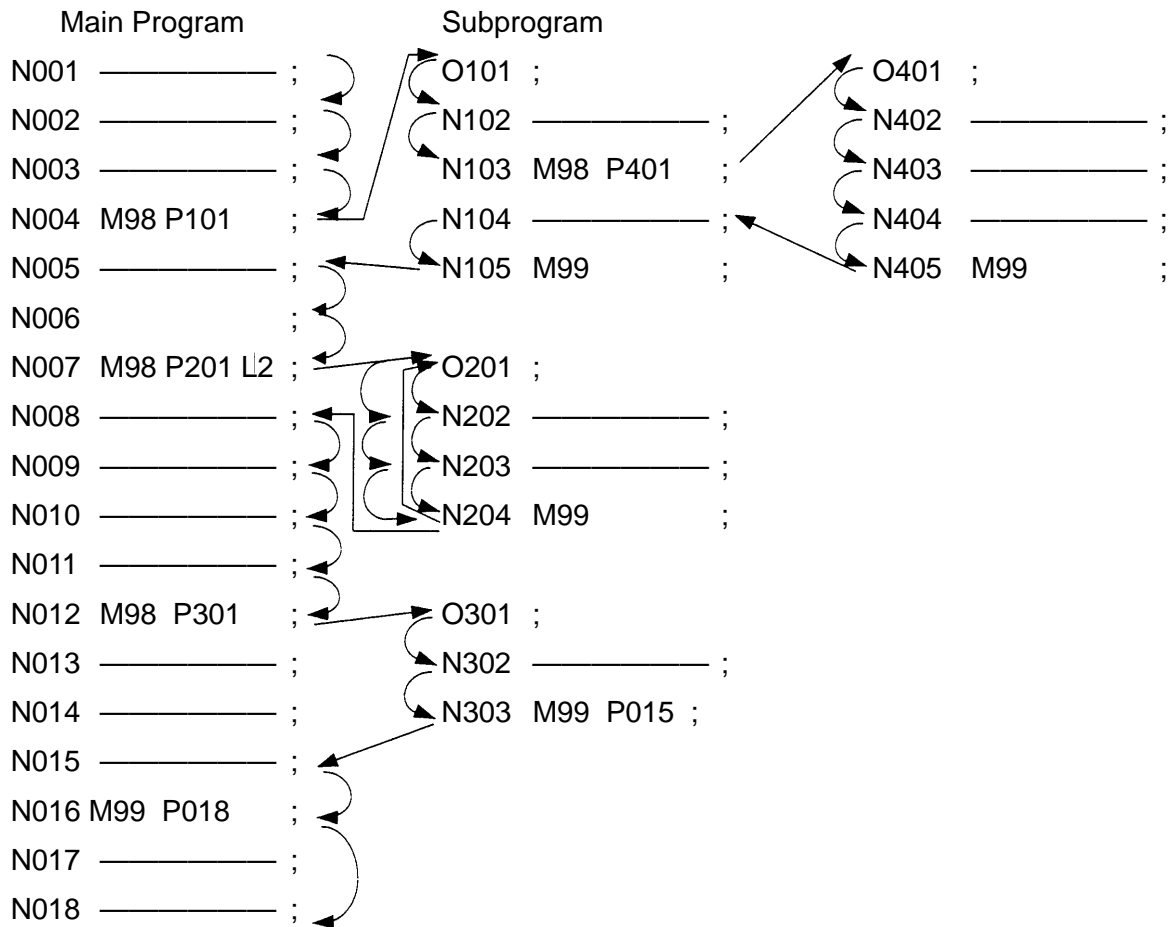 Main Program Subprogram
N001 ————————— ; O101 ; O401 ;
N002 ————————— ; N102 ————————— ; N402 ————————— ;
N003 ————————— ; N103 M98 P401 ; N403 ————————— ;
N004 M98 P101 ; N104 ————————— ; N404 ————————— ;
N005 ————————— ; N105 M99 ; N405 M99 ;
N006 ;
N007 M98 P201 L2 ; O201 ;
N008 ————————— ; N202 ————————— ;
N009 ————————— ; N203 ————————— ;
N010 ————————— ; N204 M99 ;
N011 ————————— ;
N012 M98 P301 ; O301 ;
N013 ————————— ; N302 ————————— ;
N014 ————————— ; N303 M99 P015 ;
N015 ————————— ;
N016 M99 P018 ;
N017 ————————— ;
N018 ————————— ;